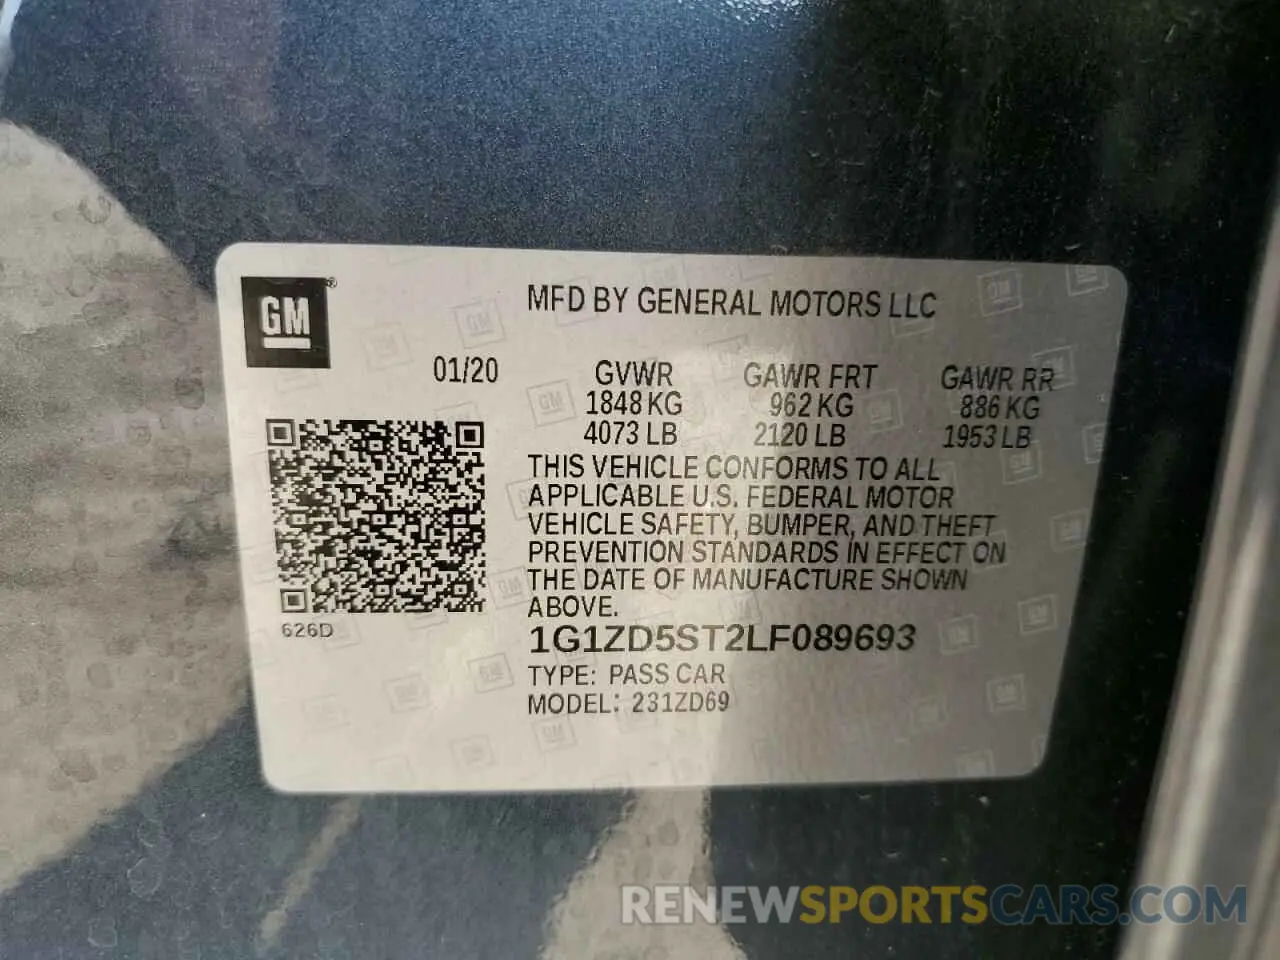 GM®
MFD BY GENERAL MOTORS LLC
01/20 GVWR GAWR FRT GAWR RR
1848 KG 962 KG 886 KG
4073 LB 2120 LB 1953 LB
THIS VEHICLE CONFORMS TO ALL
APPLICABLE U.S. FEDERAL MOTOR
VEHICLE SAFETY, BUMPER, AND THEFT
PREVENTION STANDARDS IN EFFECT ON
THE DATE OF MANUFACTURE SHOWN
ABOVE.
626D
1G1ZD5ST2LF089693
TYPE: PASS CAR
MODEL: 231ZD69
RENEWSPORTSCARS.COM